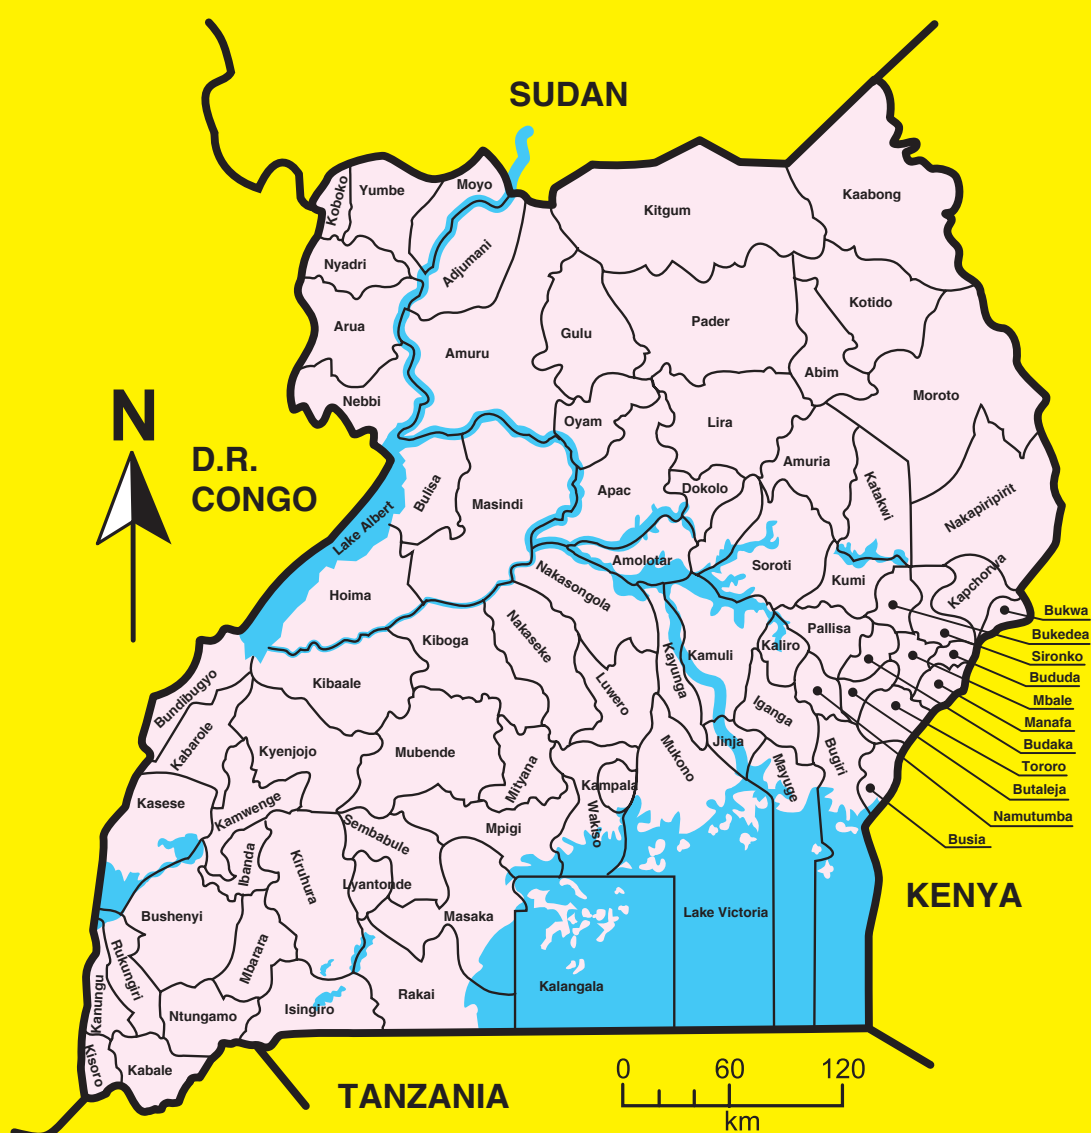 SUDAN
Koboko
Yumbe
Moyo
Kaabong
Kitgum
Nyadri
Adjumani
Kotido
Arua
Gulu
Pader
Amuru
Abim
Moroto
Nebbi
Oyam
Lira
N
D.R.
CONGO
Amuria
Bulisa
Masindi
Apac
Dokolo
Katakwi
Nakapiripirit
Lake Albert
Amolotar
Soroti
Kumi
Kapchorwa
Hoima
Nakasongola
Bukwa
Bukedea
Sironko
Bududa
Mbale
Manafa
Budaka
Tororo
Butaleja
Namutumba
Busia
Kiboga
Nakaseke
Pallisa
Kaliro
Kamuli
Kayunga
Luwero
Kibaale
Bundibugyo
Kabarole
Kyenjojo
Mubende
Iganga
Jinja
Mukono
Bugiri
Mayuge
Mityana
Kampala
Wakiso
Kasese
Kamwenge
Sembabule
Mpigi
Ibanda
Kiruhura
Lyantonde
Bushenyi
Masaka
Lake Victoria
KENYA
Rukungiri
Mbarara
Kanungu
Ntungamo
Isingiro
Rakai
Kalangala
Kisoro
Kabale
TANZANIA
0 60 120
km